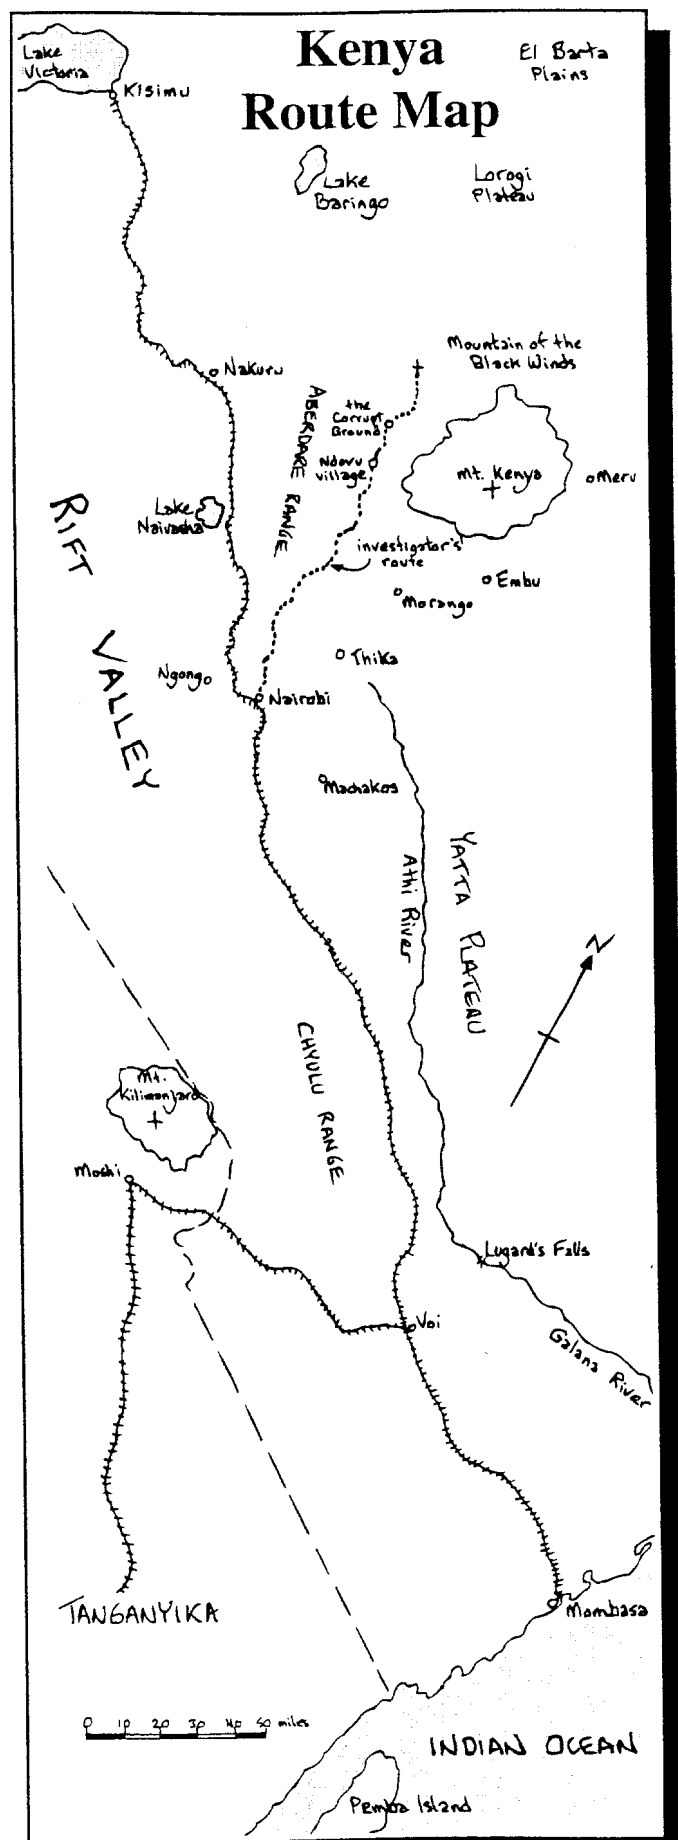 Kenya
Route Map
Lake
Victoria
Kisimu
El Barta
Plains
Lake
Baringo
Lorogi
Plateau
Nakuru
Mountain of the
Black Winds
ABERDARE RANGE
the
Corrupt
Ground
Ndovu
village
Mt. Kenya
Meru
Lake
Naivasha
RIFT
VALLEY
investigator's
route
Embu
Morango
Thika
Ngong
Nairobi
Machakos
Athi River
YATTA PLATEAU
N
CHYULU RANGE
Mt.
Kilimanjaro
Moshi
Lugard's Falls
Voi
Galana River
TANGANYIKA
Mombasa
0 10 20 30 40 50 miles
INDIAN OCEAN
Pemba Island